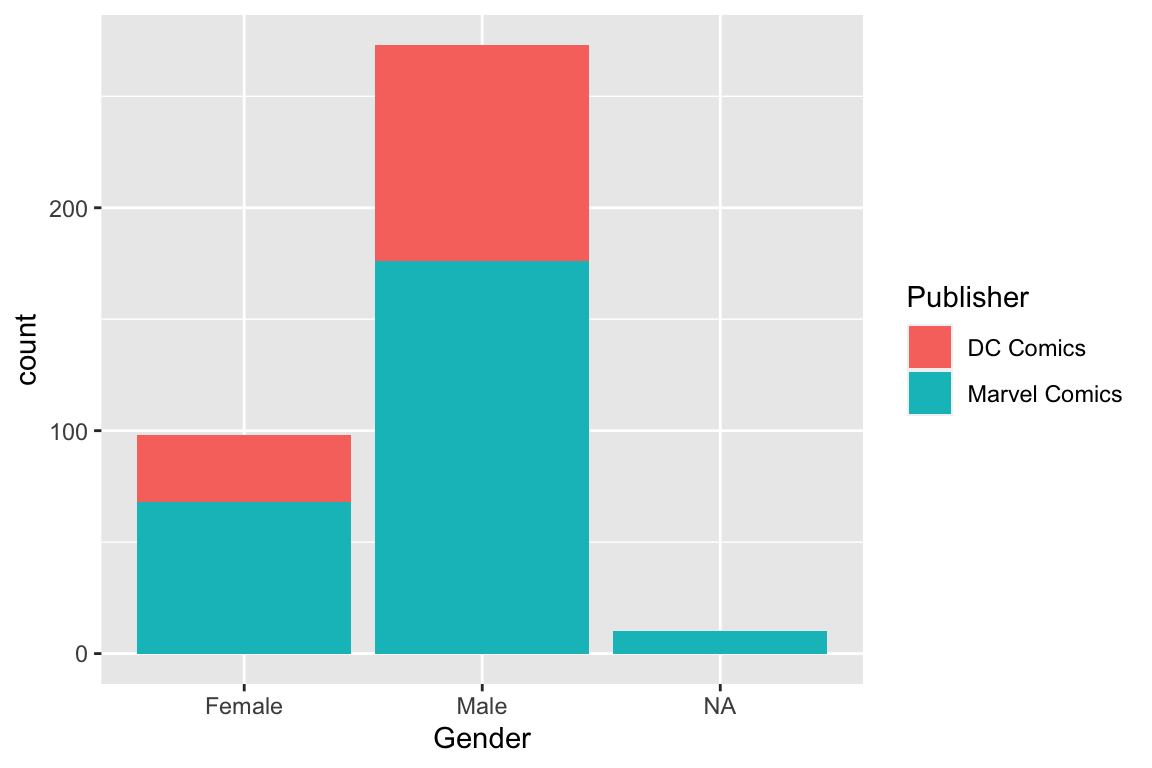 200
100
0
count
Female
Male
NA
Gender
Publisher
DC Comics
Marvel Comics